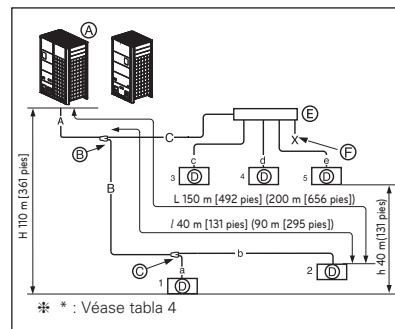 A
A
C
E
B
X
F
c
d
e
3 D
4 D
5 D
H 110 m [361 pies]
B
L 150 m [492 pies] (200 m [656 pies])
l 40 m [131 pies] (90 m [295 pies])
h 40 m(131 pies)
C
a
b
1 D
2 D
* * : Véase tabla 4